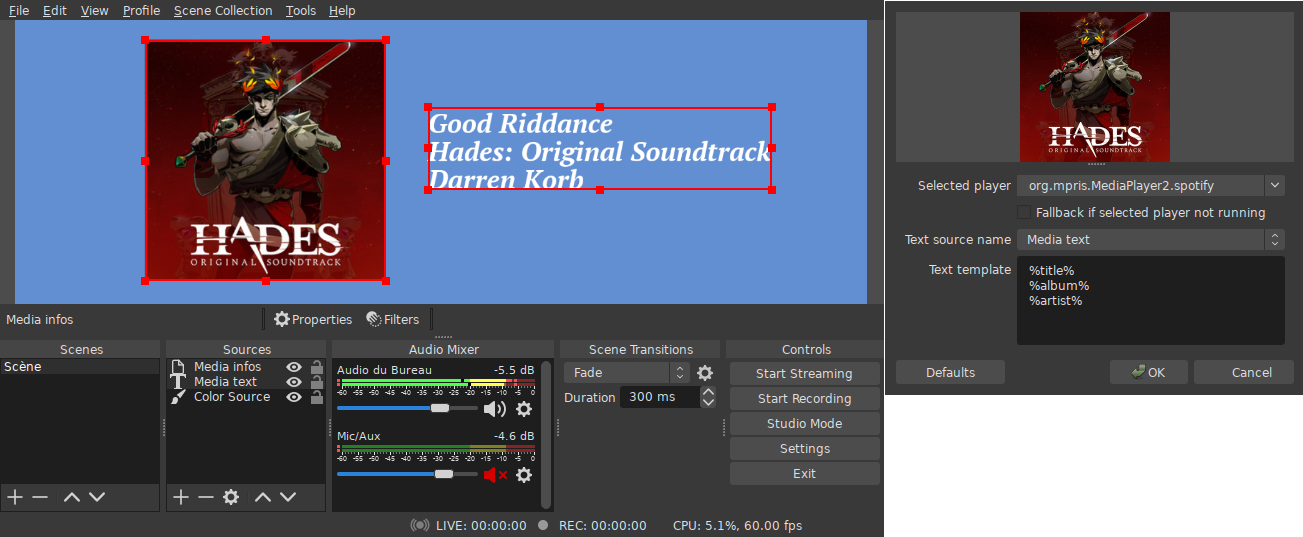 File Edit View Profile Scene Collection Tools Help
HADES
ORIGINAL SOUNDTRACK
Good Riddance
Hades: Original Soundtrack
Darren Korb
Media infos
Properties
Filters
Scenes
Scène
Sources
Media infos
Media text
Color Source
Audio Mixer
Audio du Bureau -5.5 dB
-60 -55 -50 -45 -40 -35 -30 -25 -20 -15 -10 -5 0
Mic/Aux -4.6 dB
-60 -55 -50 -45 -40 -35 -30 -25 -20 -15 -10 -5 0
Scene Transitions
Fade
Duration 300 ms
Controls
Start Streaming
Start Recording
Studio Mode
Settings
Exit
LIVE: 00:00:00 REC: 00:00:00 CPU: 5.1%, 60.00 fps
HADES
ORIGINAL SOUNDTRACK
Selected player org.mpris.MediaPlayer2.spotify
Fallback if selected player not running
Text source name Media text
Text template %title%
%album%
%artist%
Defaults OK Cancel